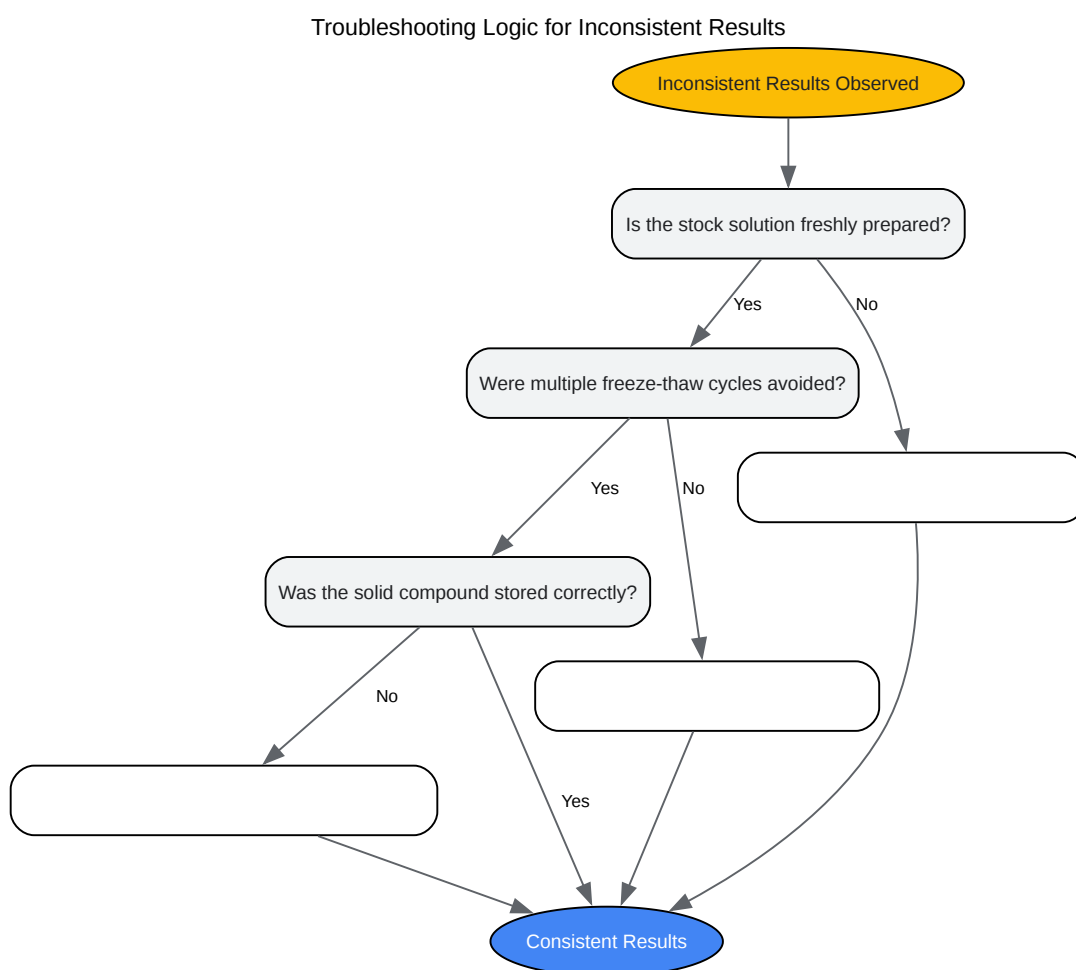 Troubleshooting Logic for Inconsistent Results
Inconsistent Results Observed
Is the stock solution freshly prepared?
Yes
No
Were multiple freeze-thaw cycles avoided?
Yes
No
Was the solid compound stored correctly?
No
Yes
Consistent Results